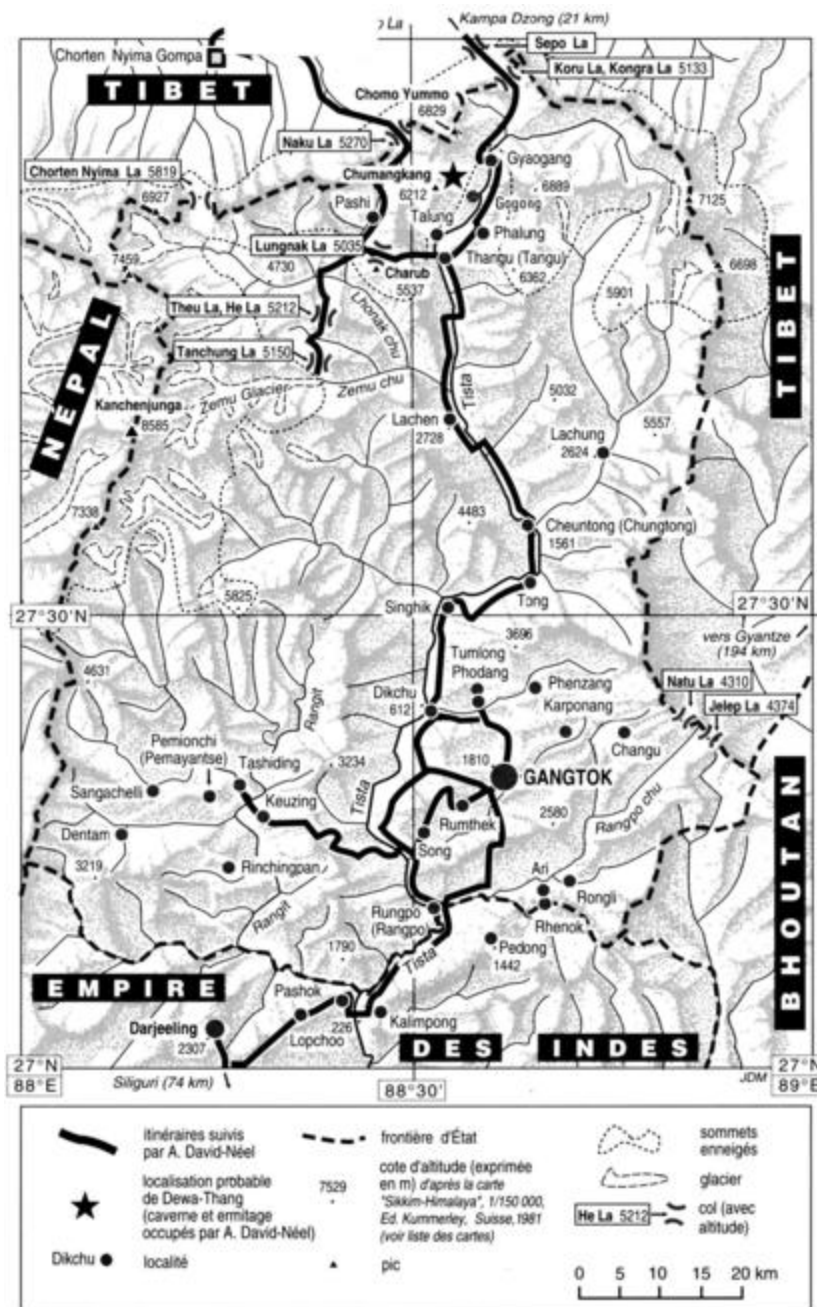 Kampa Dzong (21 km)
o La
Sepo La
Chorten Nyima Gompa
Koru La, Kongra La 5133
TIBET
Chomo Yummo
6829
Naku La 5270
Gyaogang
Chorten Nyima La 5819
Chumangkang
6212
6889
6927
Gogong
7125
Pashi
Talung
Phalung
Lungnak La 5035
7459
4730
Thangu (Tangu)
Charub
6362
6698
5537
5901
TIBET
Theu La, He La 5212
Lhonak chu
Tanchung La 5150
NÉPAL
Zemu chu
Tista
Zemu Glacier
5032
Kanchenjunga
8585
Lachen
2728
5557
Lachung
2624
7338
4483
Cheuntong (Chungtong)
1561
5825
Tong
Singhik
27°30'N
27°30'N
3696
vers Gyantze
(194 km)
4631
Tumlong
Phodang
Phenzang
Natu La 4310
Rangit
Dikchu
612
Karponang
Jelep La 4374
Pemionchi
(Pemayantse)
Tashiding
3234
1810
Changu
Sangachelli
GANGTOK
Keuzing
Tista
Rumthek
2580
Rangpo chu
Dentam
Song
3219
Rinchingpan
Ari
Rongli
Rangit
Rungpo
(Rangpo)
Rhenok
1790
Pedong
1442
BHOUTAN
Tista
EMPIRE
Pashok
Darjeeling
2307
Lopchoo
226
Kalimpong
DES INDES
27°N
88°E
Siliguri (74 km)
88°30'
JDM
27°N
89°E
itinéraires suivis
par A. David-Néel
frontière d'État
sommets
enneigés
localisation probable
de Dewa-Thang
(caverne et ermitage
occupés par A. David-Néel)
7529
cote d'altitude (exprimée
en m) d'après la carte
"Sikkim-Himalaya", 1/150 000,
Ed. Kummerley, Suisse,1981
(voir liste des cartes)
glacier
He La 5212
col (avec
altitude)
Dikchu
localité
pic
0 5 10 15 20 km